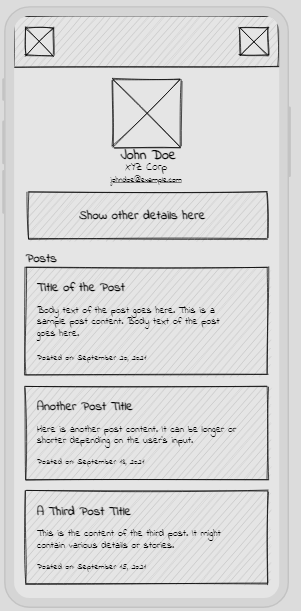 John Doe
XYZ Corp
johndoe@example.com
Show other details here
Posts
Title of the Post
Body text of the post goes here. This is a
sample post content. Body text of the post
goes here.
Posted on September 20, 2021
Another Post Title
Here is another post content. It can be longer or
shorter depending on the user's input.
Posted on September 18, 2021
A Third Post Title
This is the content of the third post. It might
contain various details or stories.
Posted on September 15, 2021